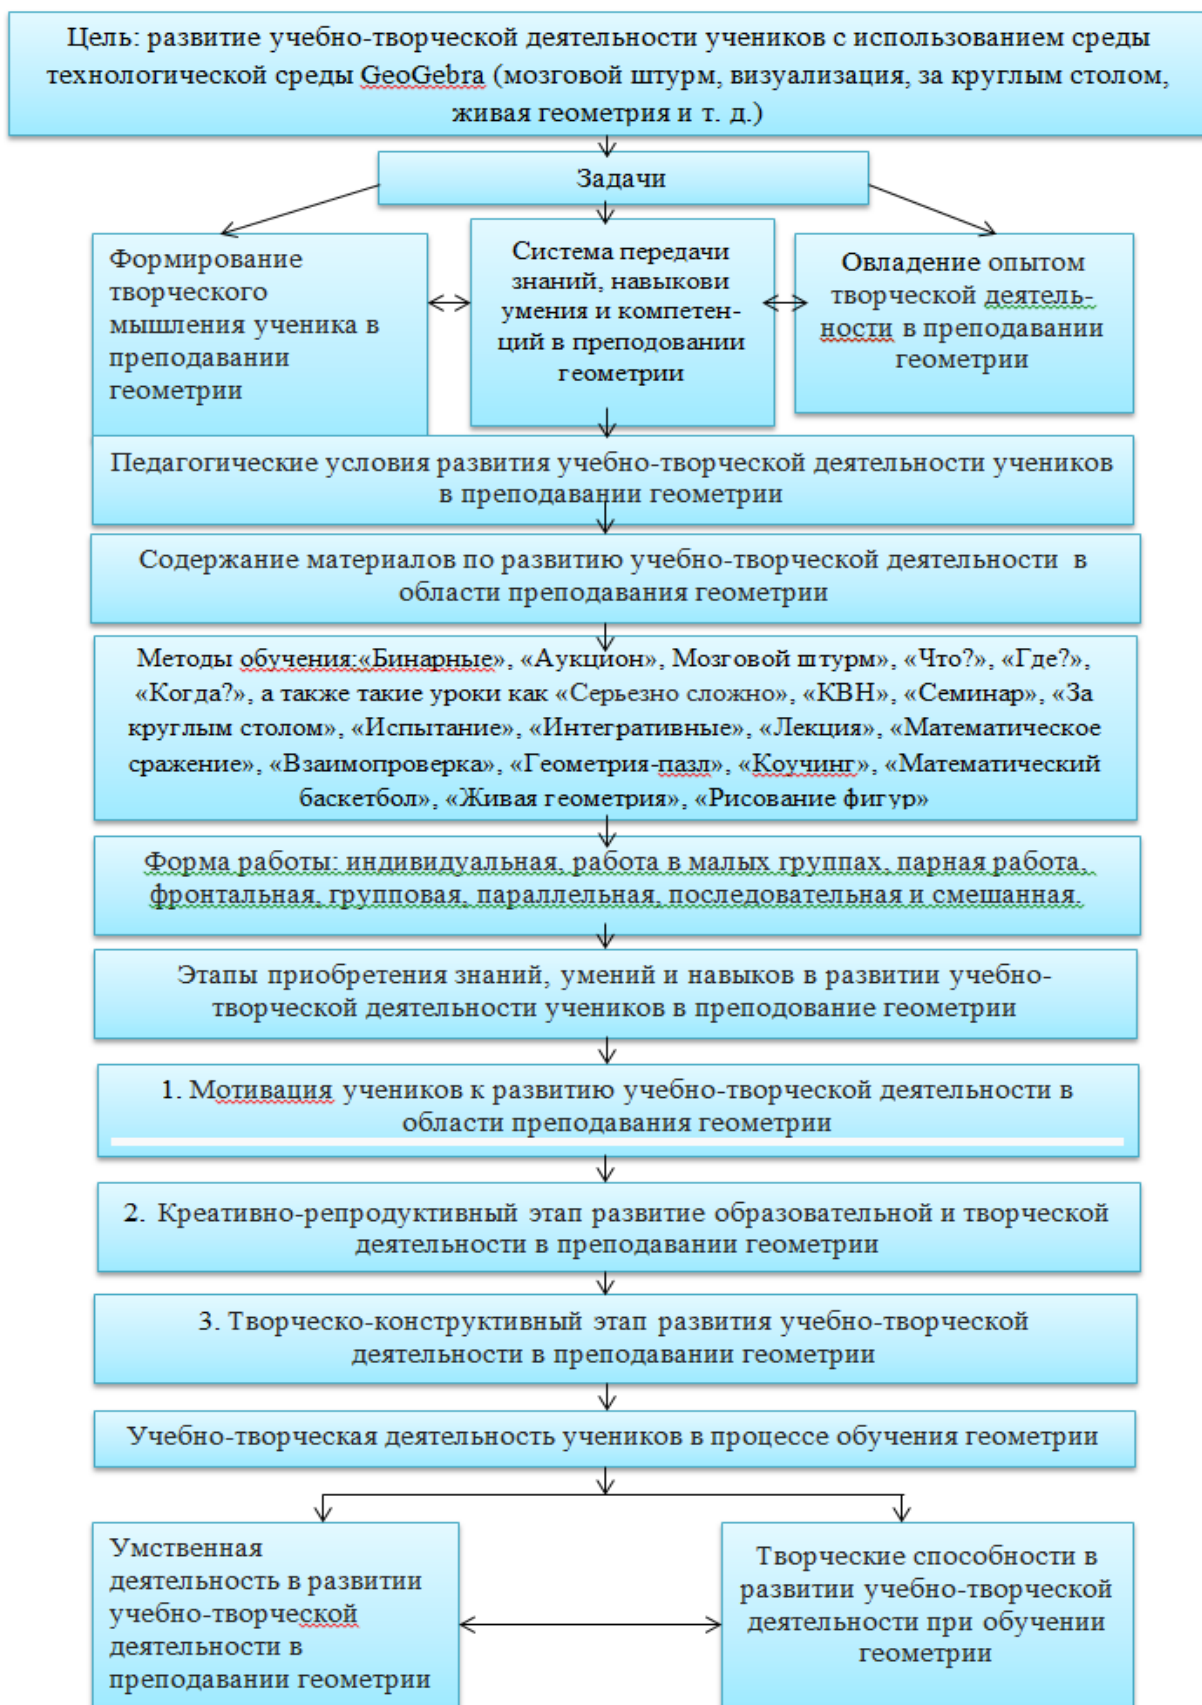 Цель: развитие учебно-творческой деятельности учеников с использованием среды
технологической среды GeoGebra (мозговой штурм, визуализация, за круглым столом,
живая геометрия и т. д.)
Задачи
Формирование
творческого
мышления ученика в
преподавании
геометрии
Система передачи
знаний, навыкови
умения и компетен-
ций в преподовании
геометрии
Овладение опытом
творческой деятель-
ности в преподавании
геометрии
Педагогические условия развития учебно-творческой деятельности учеников
в преподавании геометрии
Содержание материалов по развитию учебно-творческой деятельности в
области преподавания геометрии
Методы обучения:«Бинарные», «Аукцион», Мозговой штурм», «Что?», «Где?»,
«Когда?», а также такие уроки как «Серьезно сложно», «КВН», «Семинар», «За
круглым столом», «Испытание», «Интегративные», «Лекция», «Математическое
сражение», «Взаимопроверка», «Геометрия-пазл», «Коучинг», «Математический
баскетбол», «Живая геометрия», «Рисование фигур»
Форма работы: индивидуальная, работа в малых группах, парная работа,
фронтальная, групповая, параллельная, последовательная и смешанная.
Этапы приобретения знаний, умений и навыков в развитии учебно-
творческой деятельности учеников в преподование геометрии
1. Мотивация учеников к развитию учебно-творческой деятельности в
области преподавания геометрии
2. Креативно-репродуктивный этап развитие образовательной и творческой
деятельности в преподавании геометрии
3. Творческо-конструктивный этап развития учебно-творческой
деятельности в преподавании геометрии
Учебно-творческая деятельность учеников в процессе обучения геометрии
Умственная
деятельность в развитии
учебно-творческой
деятельности в
преподавании геометрии
Творческие способности в
развитии учебно-творческой
деятельности при обучении
геометрии